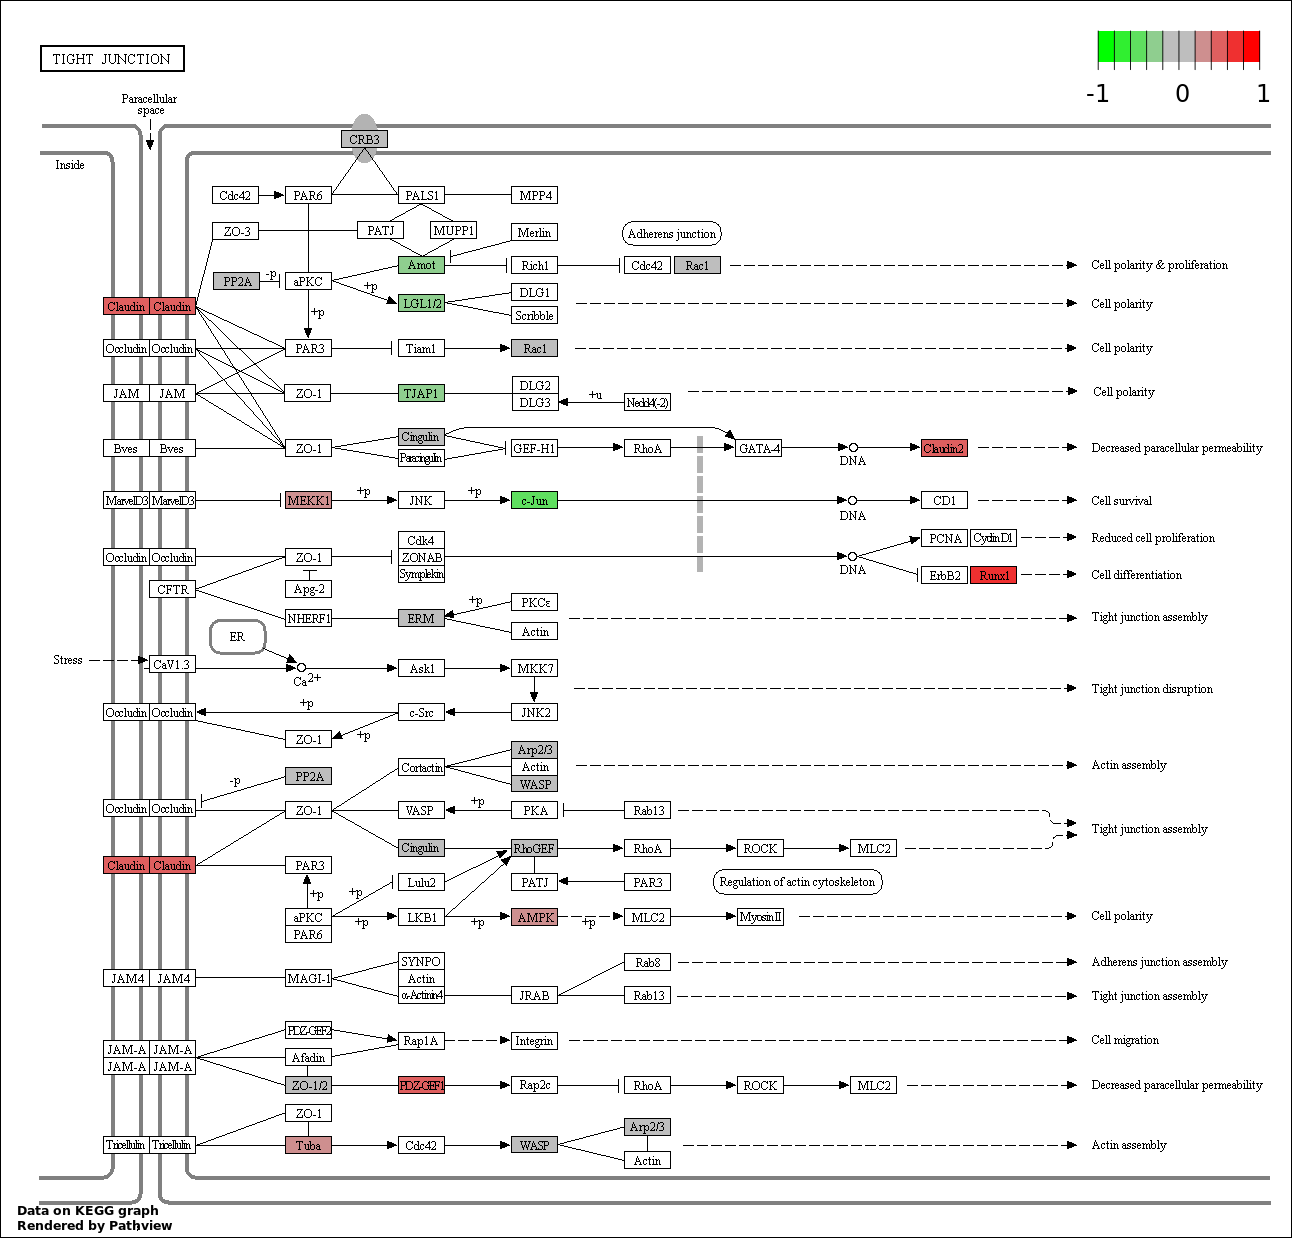 TIGHT JUNCTION
-1 0 1
Paracellular
space
Inside
CRB3
Cdc42 PAR6 PALS1 MPP4
ZO-3 PATJ MUPP1 Merlin Adherens junction
Amot Rich1 Cdc42 Rac1 Cell polarity & proliferation
PP2A -p aPKC
+p
LGL1/2 DLG1 Cell polarity
Claudin Claudin +p Scribble
Occludin Occludin PAR3 Tiam1 Rac1 Cell polarity
JAM JAM ZO-1 TJAP1 DLG2 Cell polarity
DLG3 +u Nedd4(-2)
Cingulin
Bves Bves ZO-1 GEF-H1 RhoA GATA-4 Claudin2 Decreased paracellular permeability
Paracingulin DNA
MarvelD3 MarvelD3 MEKK1 +p JNK +p c-Jun CD1 Cell survival
DNA
Cdk4 PCNA CyclinD1 Reduced cell proliferation
Occludin Occludin ZO-1 ZONAB
Symplekin DNA ErbB2 Runx1 Cell differentiation
CFTR Apg-2
NHERF1 ERM +p PKCε Tight junction assembly
Actin
ER
Stress CaV1.3 Ca2+ Ask1 MKK7
Tight junction disruption
Occludin Occludin +p c-Src JNK2
ZO-1 +p
Arp2/3
Cortactin Actin Actin assembly
-p PP2A WASP
Occludin Occludin ZO-1 VASP +p PKA Rab13
Tight junction assembly
Cingulin RhoGEF RhoA ROCK MLC2
Claudin Claudin PAR3
+p +p Lulu2 PATJ PAR3 Regulation of actin cytoskeleton
aPKC +p LKB1 +p AMPK +p MLC2 MyosinII Cell polarity
PAR6
SYNPO Rab8 Adherens junction assembly
JAM4 JAM4 MAGI-1 Actin
α-Actinin4 JRAB Rab13 Tight junction assembly
PDZ-GEF2
JAM-A JAM-A Rap1A Integrin Cell migration
JAM-A JAM-A Afadin
ZO-1/2 PDZ-GEF1 Rap2c RhoA ROCK MLC2 Decreased paracellular permeability
ZO-1
Arp2/3
Tricellulin Tricellulin Tuba Cdc42 WASP Actin assembly
Actin
Data on KEGG graph
Rendered by Pathview